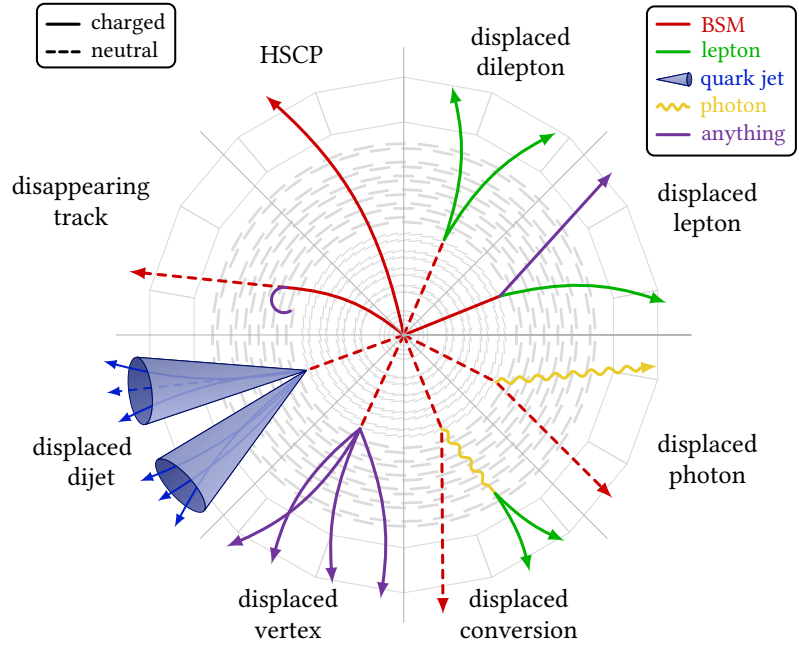 charged
neutral
HSCP
displaced
dilepton
BSM
lepton
quark jet
photon
anything
disappearing
track
displaced
lepton
displaced
dijet
displaced
photon
displaced
vertex
displaced
conversion